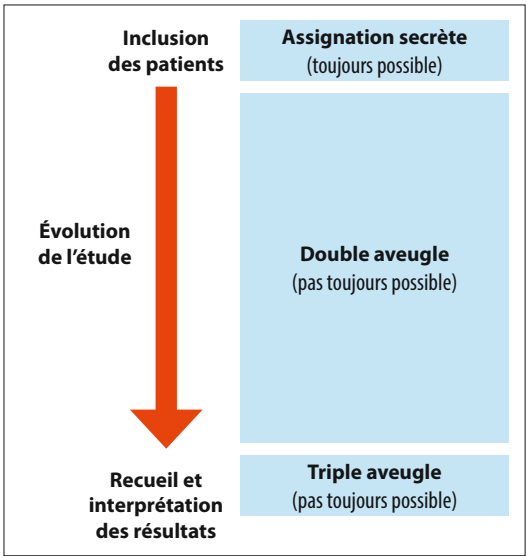 Inclusion
des patients
Assignation secrète
(toujours possible)
Évolution
de l'étude
Double aveugle
(pas toujours possible)
Recueil et
interprétation
des résultats
Triple aveugle
(pas toujours possible)